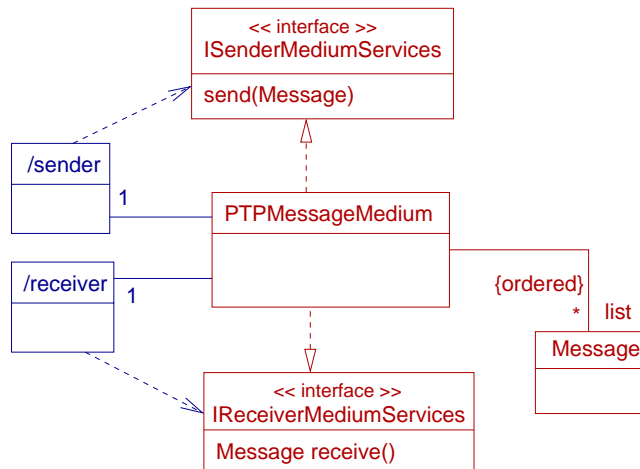 << interface >>
ISenderMediumServices
send(Message)
/sender
1
PTPMessageMedium
/receiver
1
{ordered}
* list
Message
<< interface >>
IReceiverMediumServices
Message receive()